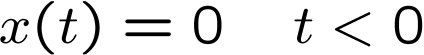 x(t) = 0   t < 0